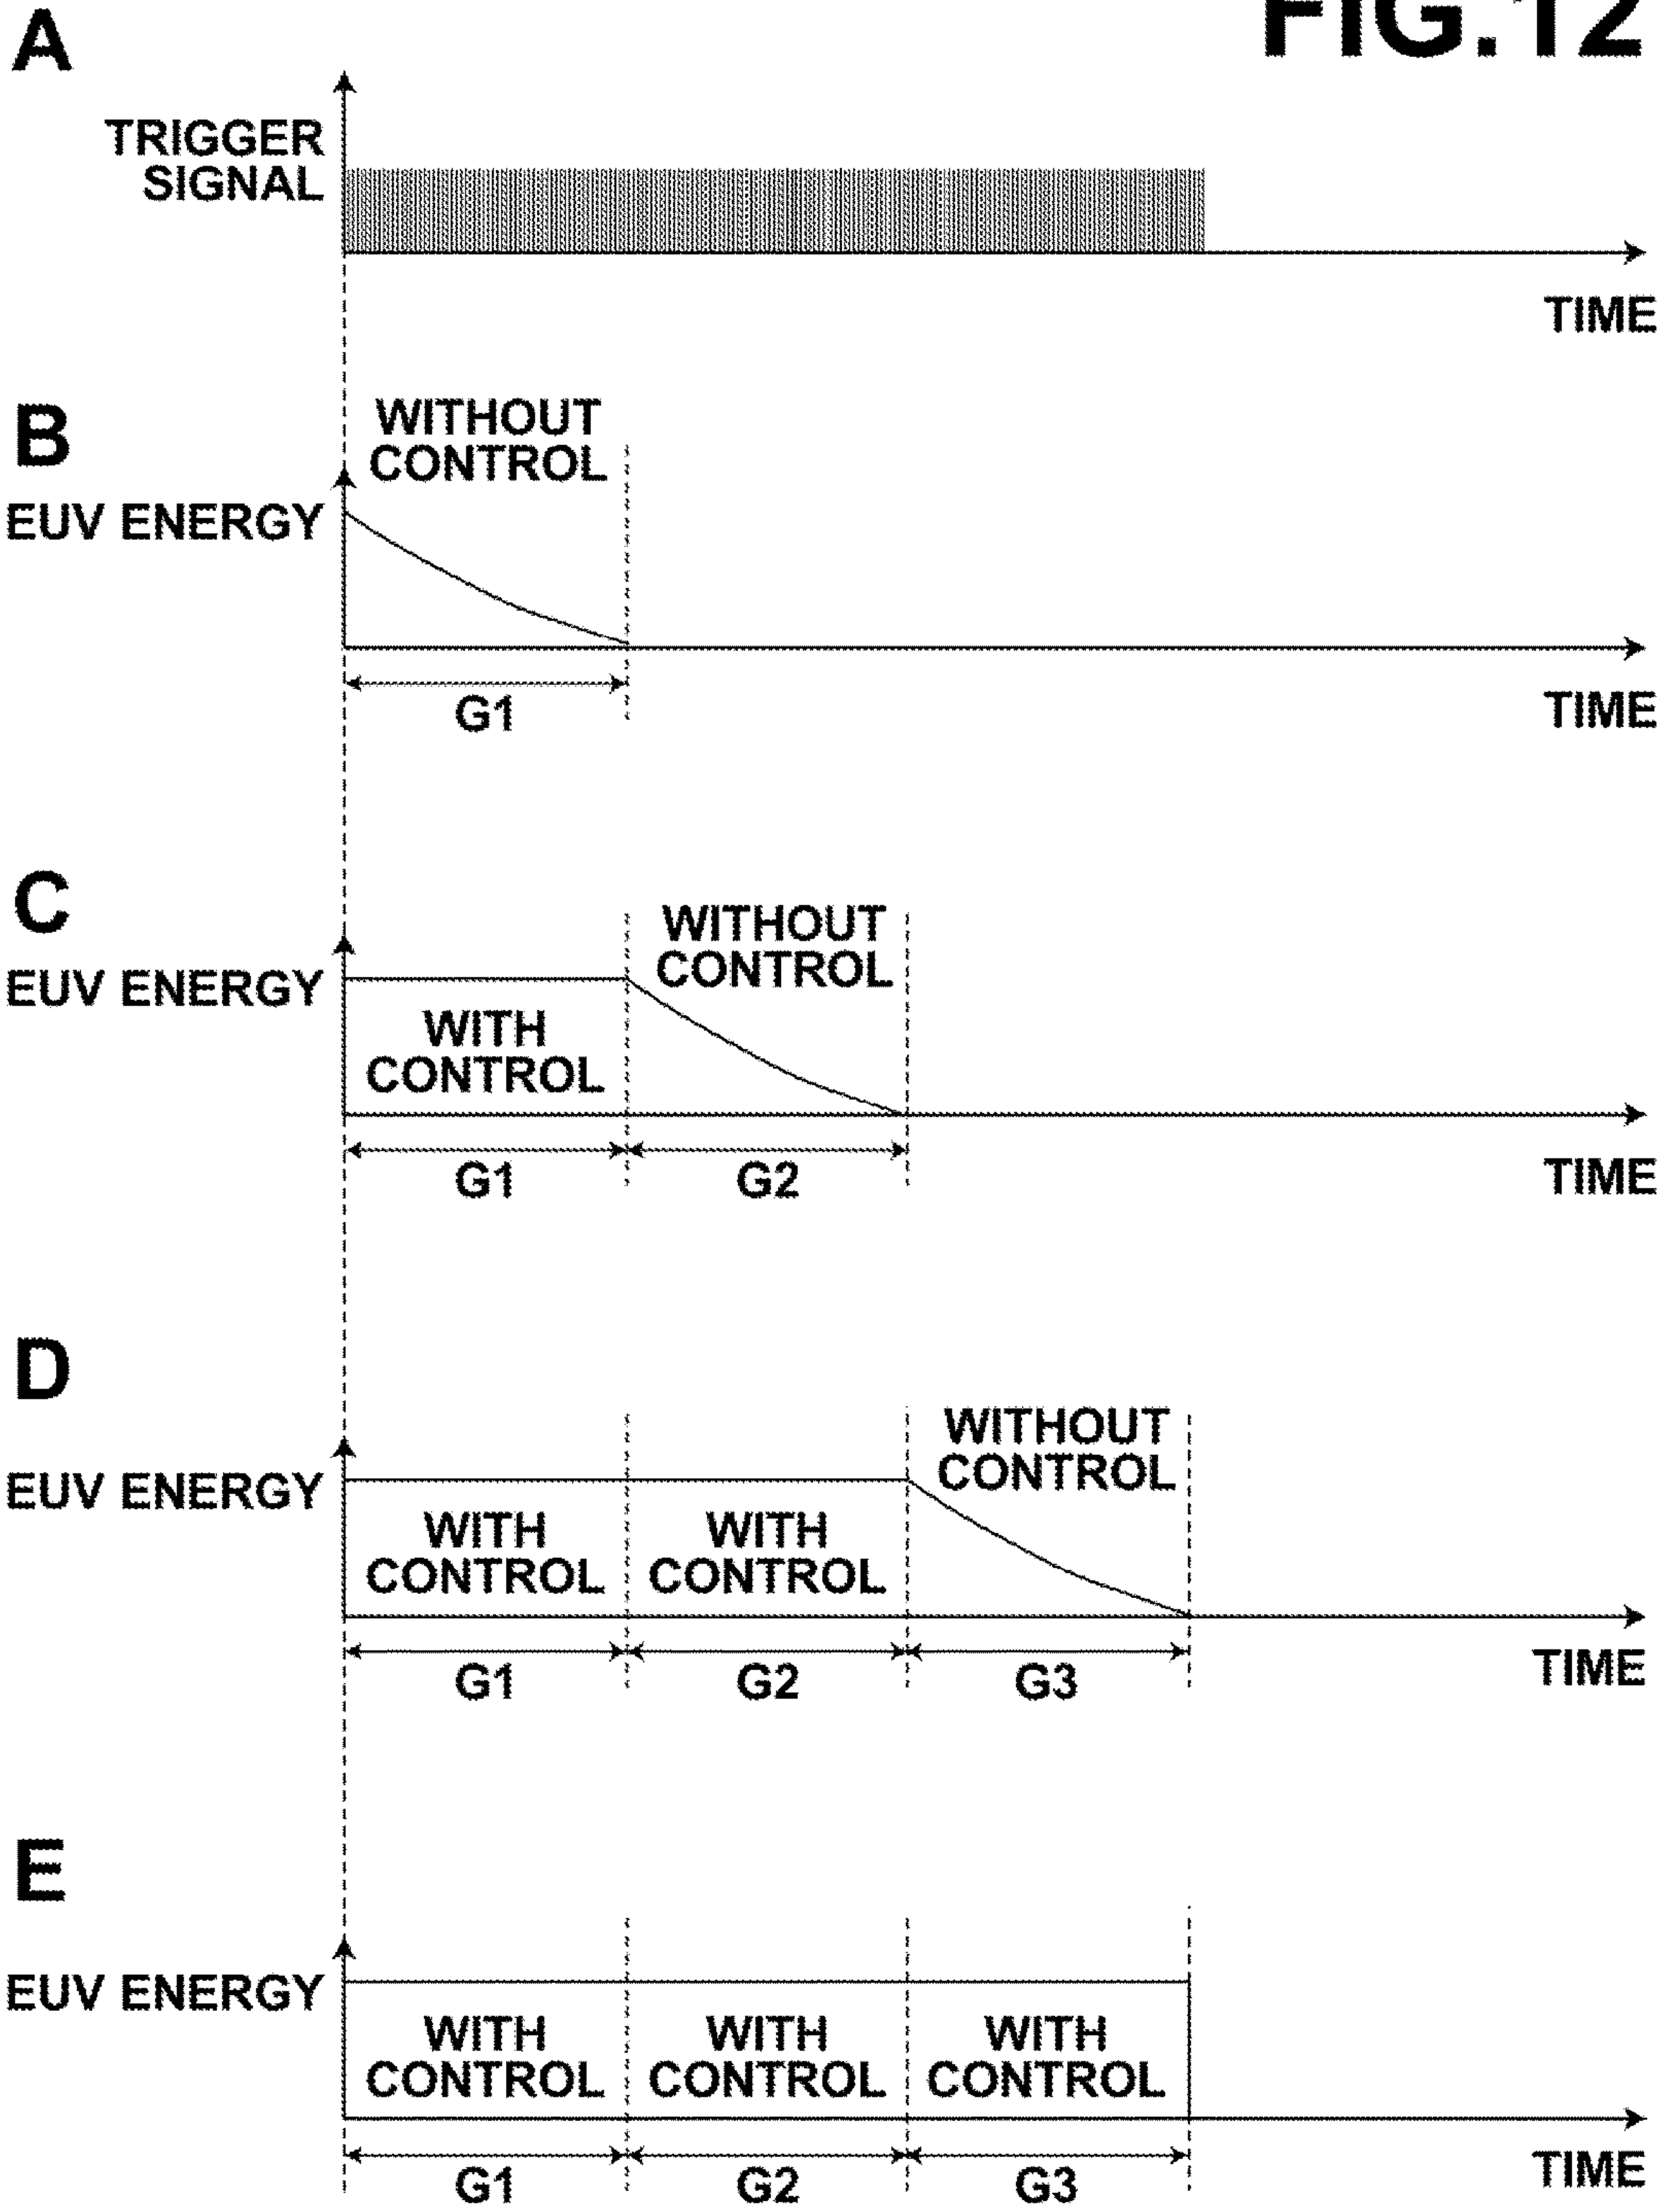 FIG.12
A
TRIGGER
SIGNAL
TIME
B
WITHOUT
CONTROL
EUV ENERGY
G1
TIME
C
WITHOUT
CONTROL
EUV ENERGY
WITH
CONTROL
G1
G2
TIME
D
WITHOUT
CONTROL
EUV ENERGY
WITH
CONTROL
WITH
CONTROL
G1
G2
G3
TIME
E
EUV ENERGY
WITH
CONTROL
WITH
CONTROL
WITH
CONTROL
G1
G2
G3
TIME